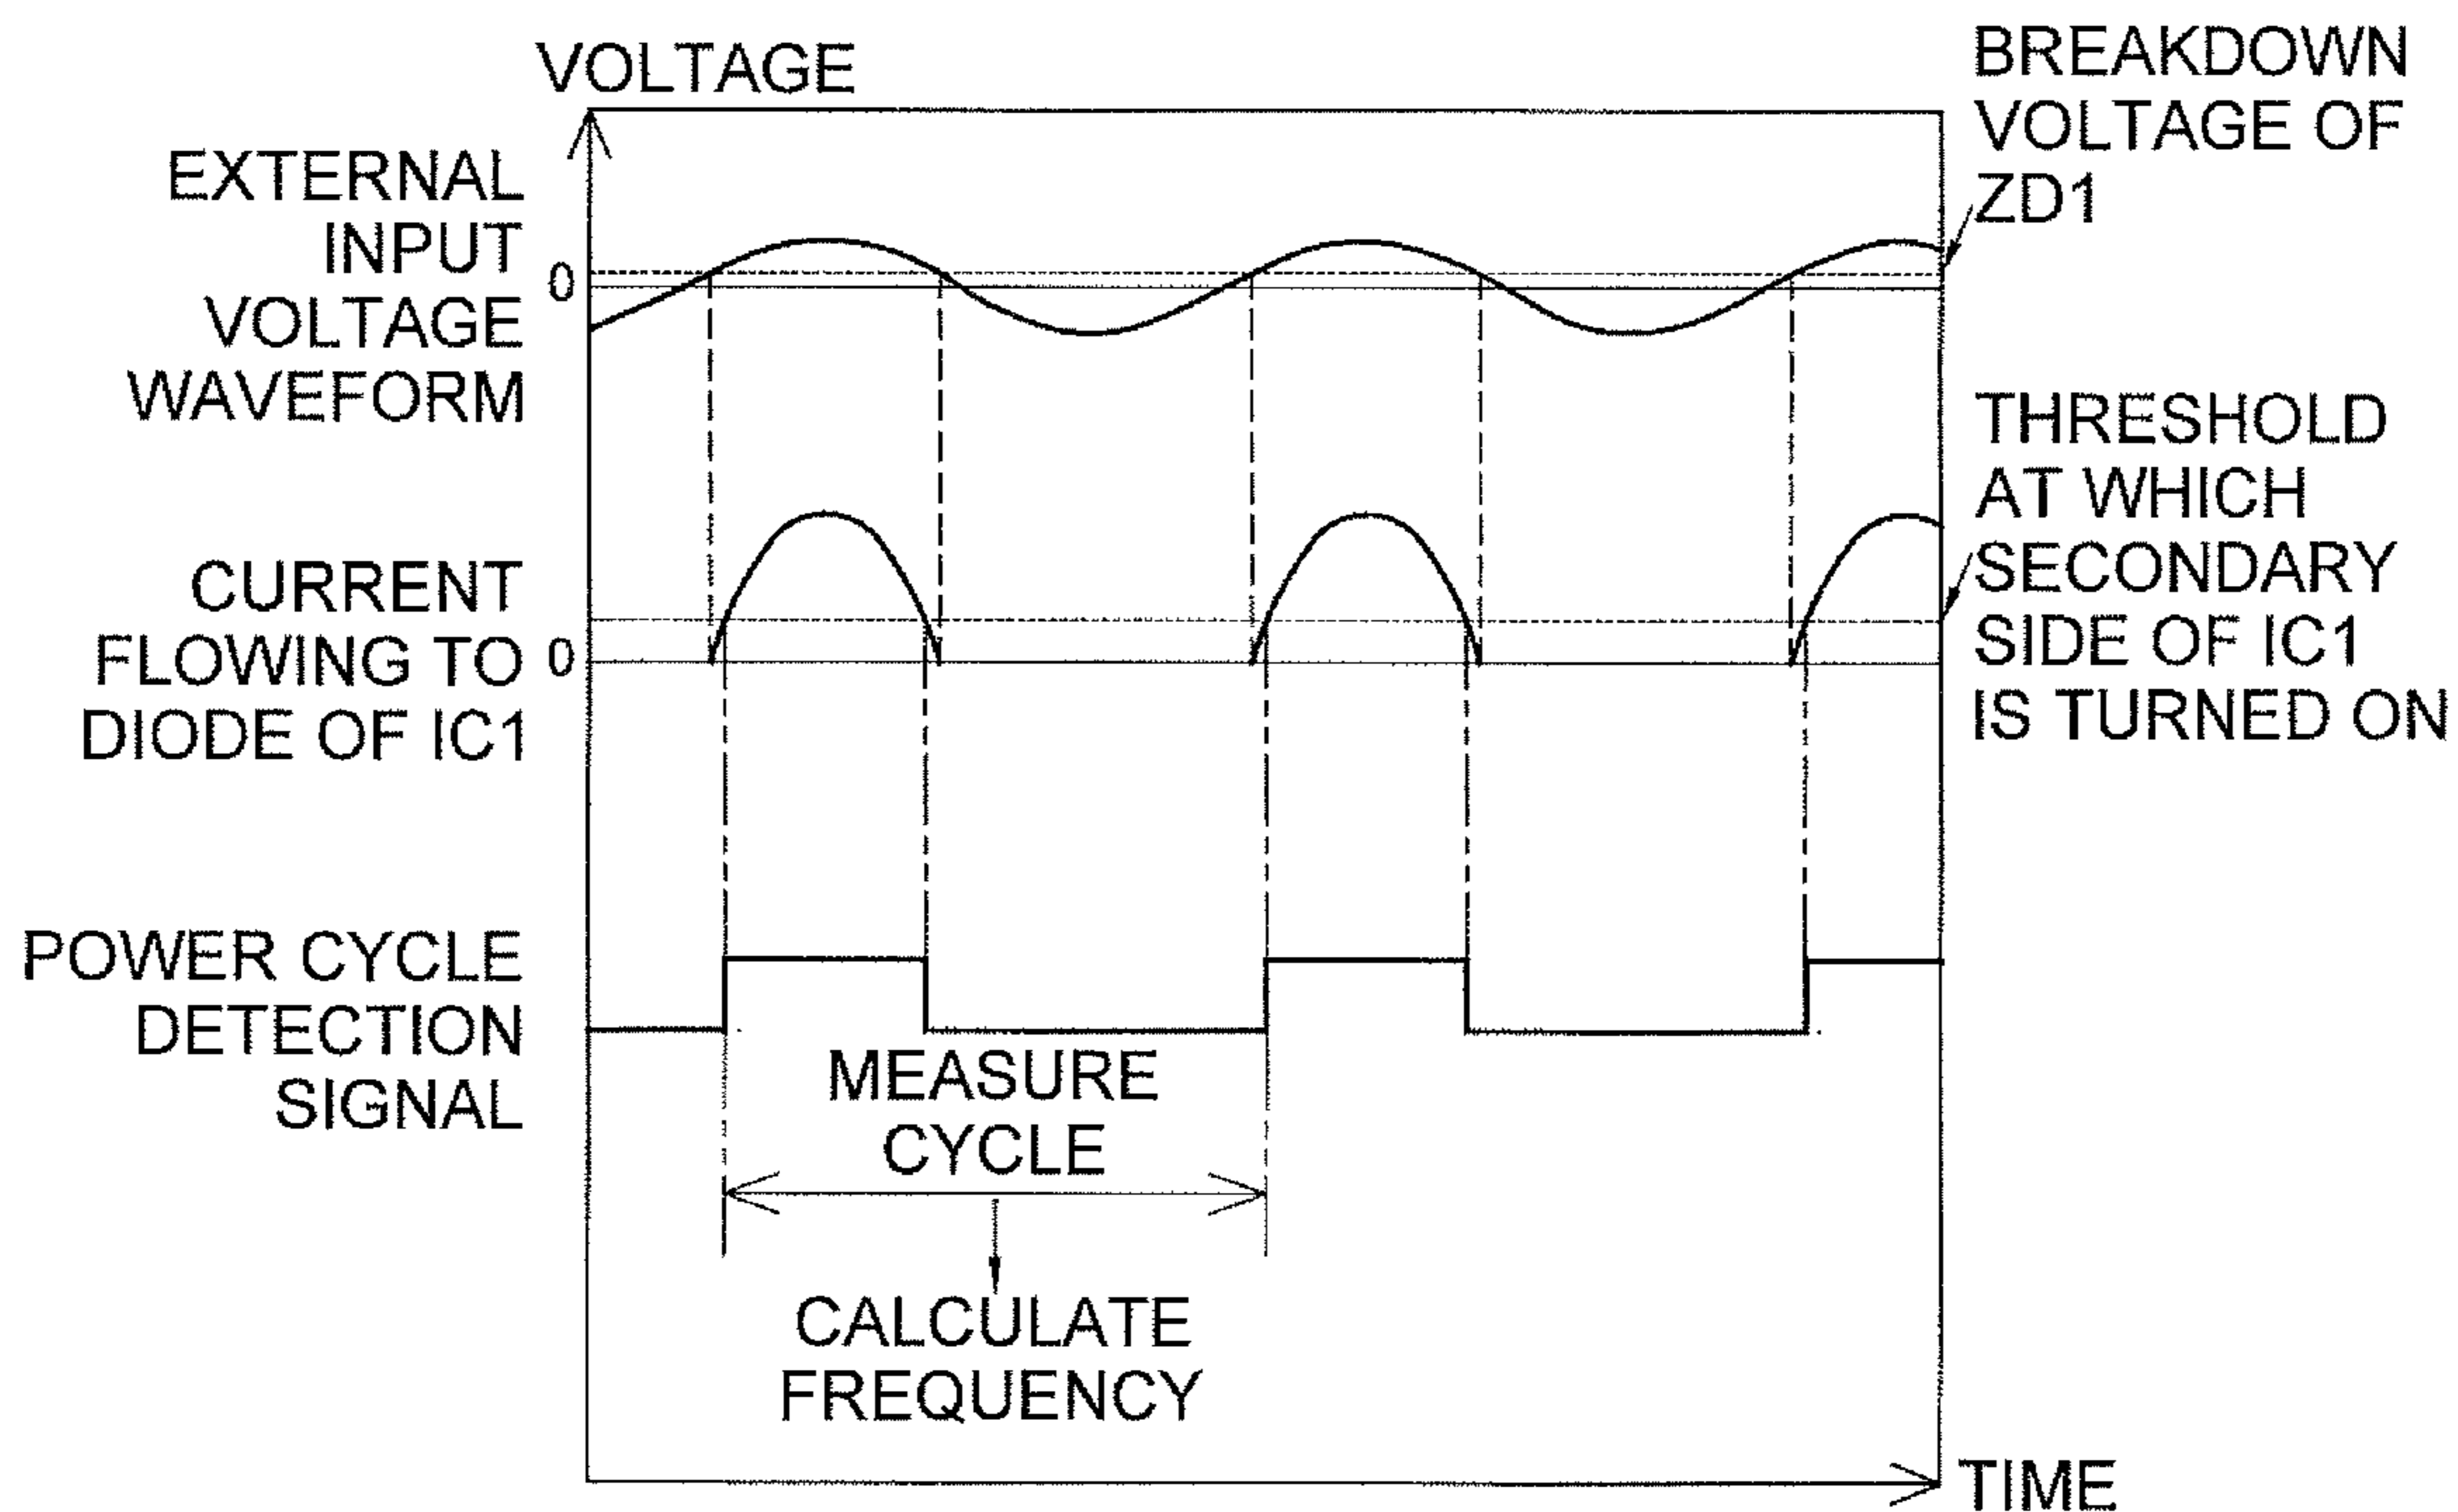 VOLTAGE
BREAKDOWN
VOLTAGE OF
ZD1
EXTERNAL
INPUT
VOLTAGE
WAVEFORM
0
THRESHOLD
AT WHICH
SECONDARY
SIDE OF IC1
IS TURNED ON
CURRENT
FLOWING TO
DIODE OF IC1
0
POWER CYCLE
DETECTION
SIGNAL
MEASURE
CYCLE
CALCULATE
FREQUENCY
TIME